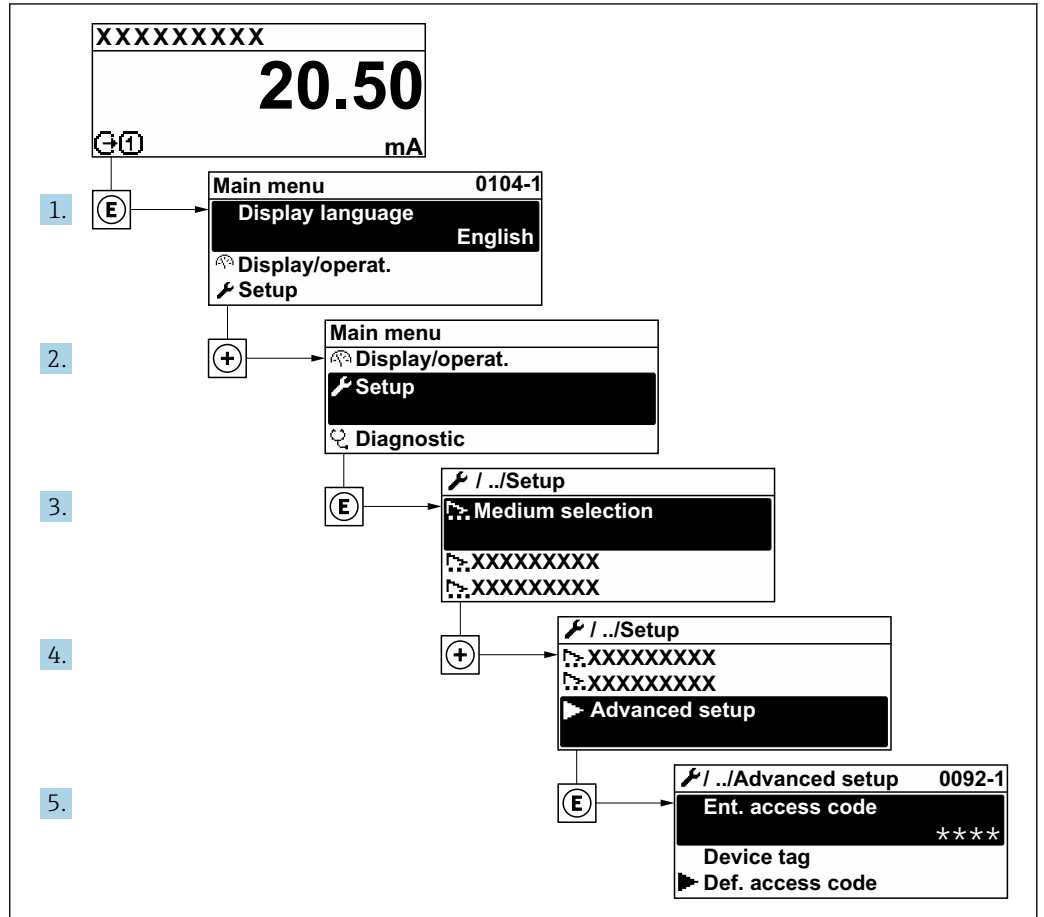 XXXXXXXXX
20.50
1 mA
1. E
Main menu 0104-1
Display language
English
Display/operat.
Setup
2. +
Main menu
Display/operat.
Setup
Diagnostic
3. E
/ ../Setup
Medium selection
XXXXXXXXX
XXXXXXXXX
4. +
/ ../Setup
XXXXXXXXX
XXXXXXXXX
Advanced setup
5. E
/ ../Advanced setup 0092-1
Ent. access code
****
Device tag
Def. access code